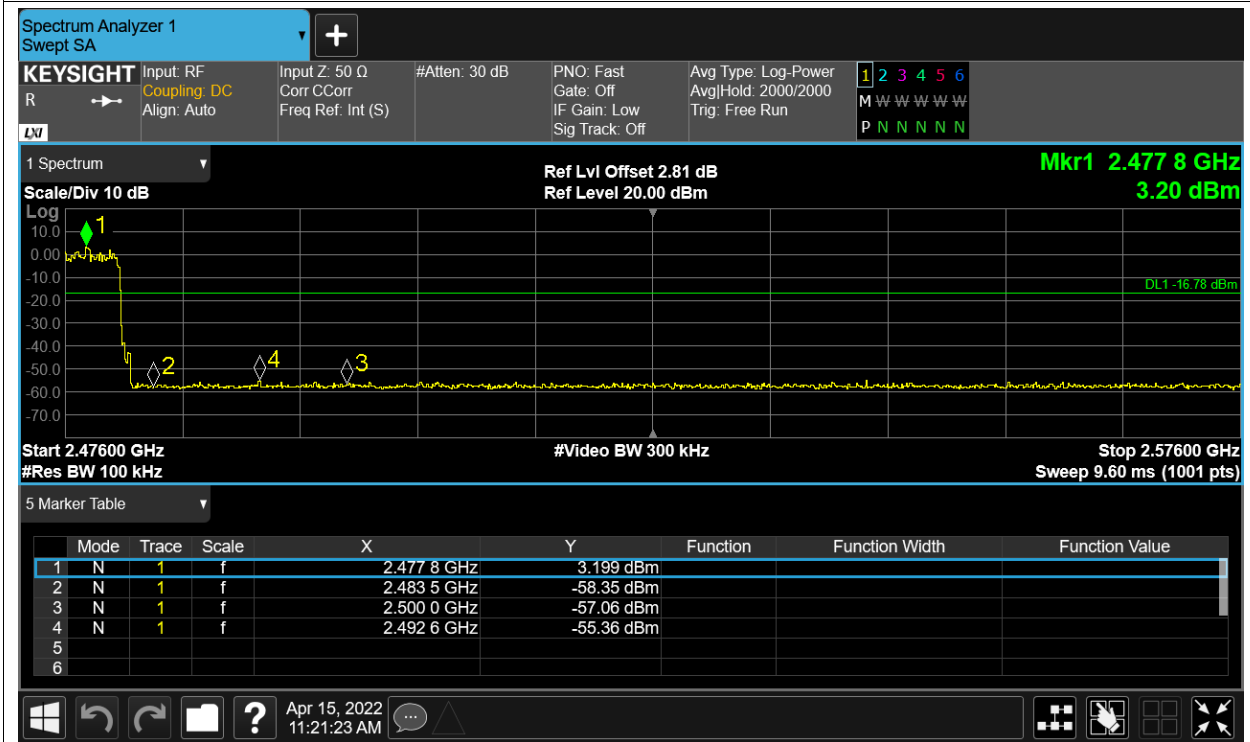 Spectrum Analyzer 1
Swept SA
KEYSIGHT Input: RF Input Z: 50 Ω #Atten: 30 dB PNO: Fast Avg Type: Log-Power 1 2 3 4 5 6
R Coupling: DC Corr CCorr Gate: Off Avg|Hold: 2000/2000 M W W W W W
Align: Auto Freq Ref: Int (S) IF Gain: Low Trig: Free Run
LXI Sig Track: Off P N N N N N
1 Spectrum Ref Lvl Offset 2.81 dB Mkr1 2.477 8 GHz
Scale/Div 10 dB Ref Level 20.00 dBm 3.20 dBm
Log
1
10.0
0.00
-10.0
DL1 -16.78 dBm
-20.0
-30.0
-40.0
2 4 3
-50.0
-60.0
-70.0
Start 2.47600 GHz #Video BW 300 kHz Stop 2.57600 GHz
#Res BW 100 kHz Sweep 9.60 ms (1001 pts)
5 Marker Table
Mode Trace Scale X Y Function Function Width Function Value
1 N 1 f 2.477 8 GHz 3.199 dBm
2 N 1 f 2.483 5 GHz -58.35 dBm
3 N 1 f 2.500 0 GHz -57.06 dBm
4 N 1 f 2.492 6 GHz -55.36 dBm
5
6
? Apr 15, 2022
11:21:23 AM